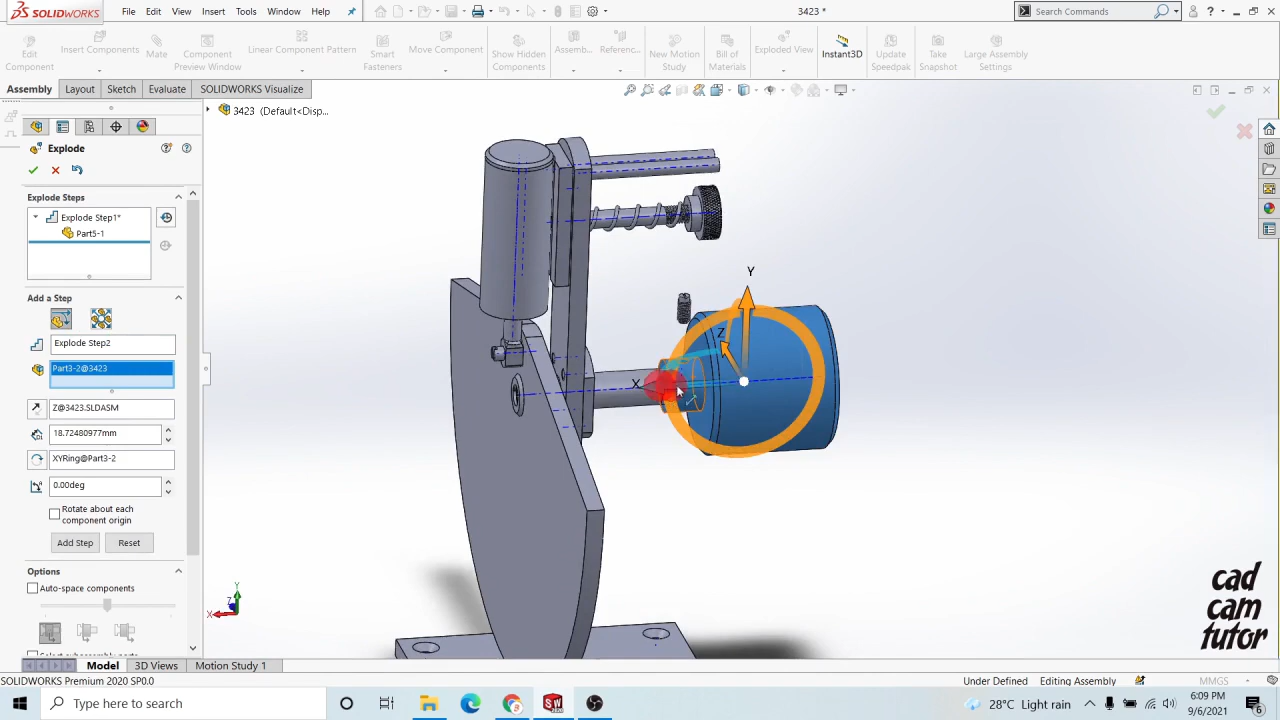 SOLIDWORKS File Edit View Insert Tools Window Help 3423 * Search Commands
Edit Component
Insert Components
Mate
Component Preview Window
Linear Component Pattern
Smart Fasteners
Move Component
Show Hidden Components
Assemb...
Referenc...
New Motion Study
Bill of Materials
Exploded View
Instant3D
Update Speedpak
Take Snapshot
Large Assembly Settings
Assembly Layout Sketch Evaluate SOLIDWORKS Visualize
3423 (Default<Disp...
Explode
Explode Steps
Explode Step1*
Part5-1
Add a Step
Explode Step2
Part3-2@3423
Z@3423.SLDASM
18.72480977mm
XYRing@Part3-2
0.00deg
Rotate about each
component origin
Add Step Reset
Options
Auto-space components
Y
Z
X
Y
Z
X
cad
cam
tutor
Model 3D Views Motion Study 1
SOLIDWORKS Premium 2020 SP0.0 Under Defined Editing Assembly MMGS
Type here to search
28°C Light rain
6:09 PM
9/6/2021
6